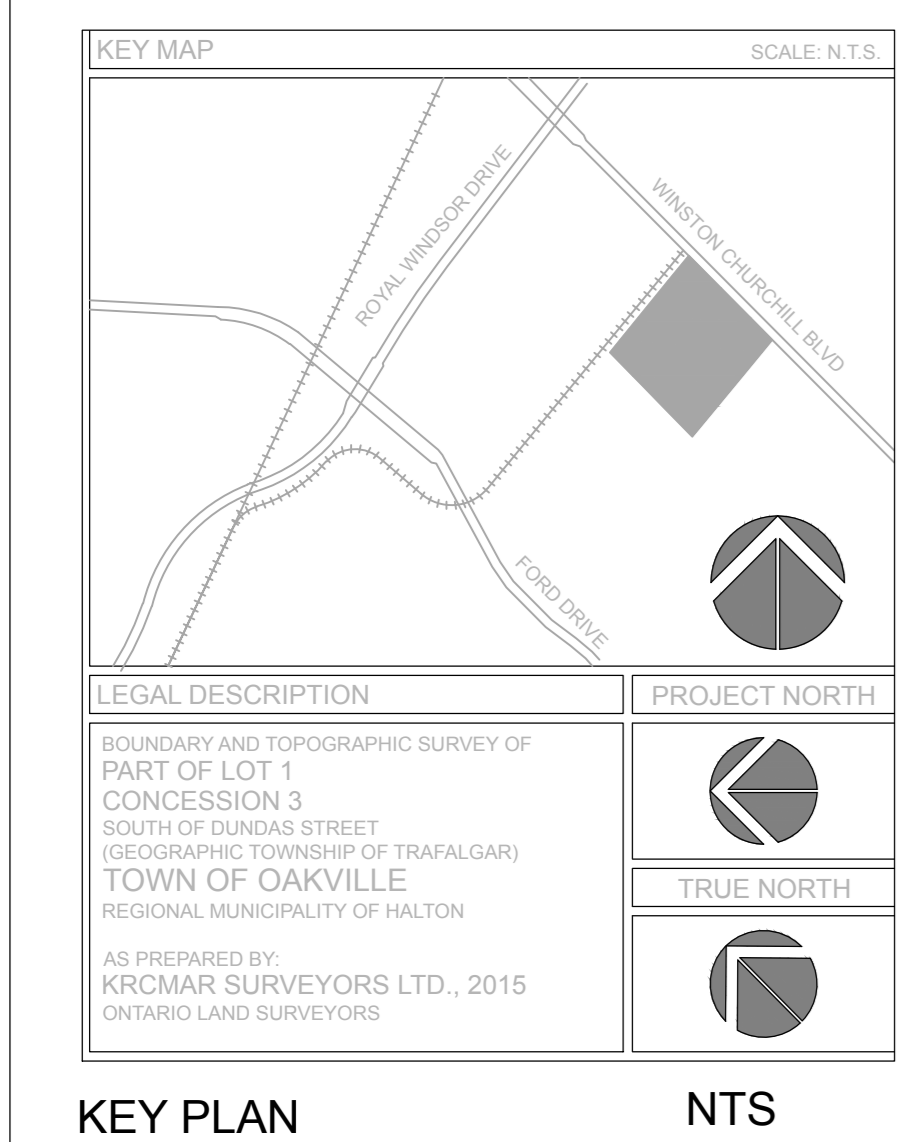 KEY MAP
SCALE: N.T.S.
ROYAL WINDSOR DRIVE
WINSTON CHURCHILL BLVD
FORD DRIVE
LEGAL DESCRIPTION
PROJECT NORTH
BOUNDARY AND TOPOGRAPHIC SURVEY OF
PART OF LOT 1
CONCESSION 3
SOUTH OF DUNDAS STREET
(GEOGRAPHIC TOWNSHIP OF TRAFALGAR)
TOWN OF OAKVILLE
REGIONAL MUNICIPALITY OF HALTON
TRUE NORTH
AS PREPARED BY:
KRCMAR SURVEYORS LTD., 2015
ONTARIO LAND SURVEYORS
KEY PLAN
NTS